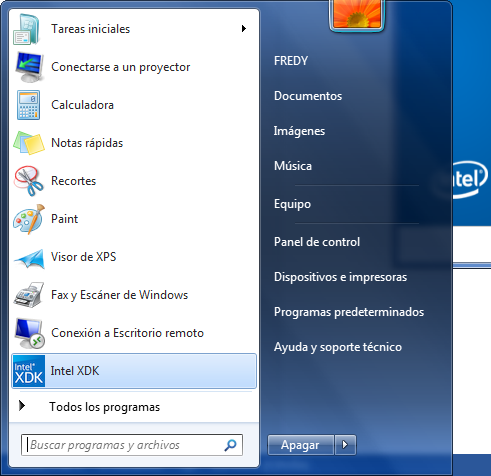 Tareas iniciales
Conectarse a un proyector
Calculadora
Notas rápidas
Recortes
Paint
Visor de XPS
Fax y Escáner de Windows
Conexión a Escritorio remoto
intel XDK
Intel XDK
Todos los programas
Buscar programas y archivos
FREDY
Documentos
Imágenes
Música
Equipo
Panel de control
Dispositivos e impresoras
Programas predeterminados
Ayuda y soporte técnico
Apagar